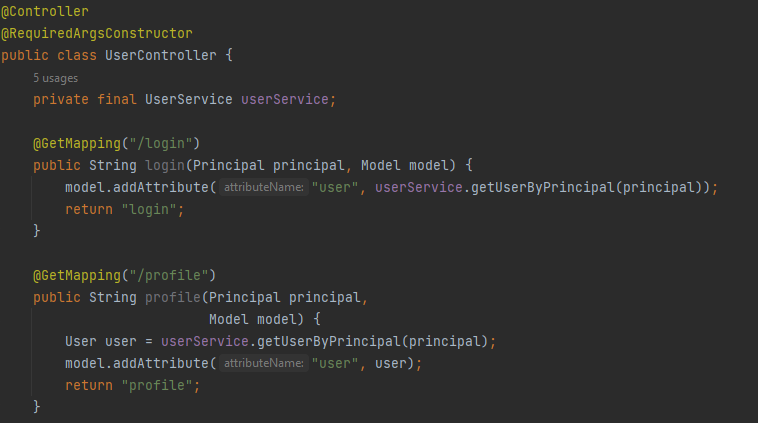 @Controller
@RequiredArgsConstructor
public class UserController {
5 usages
private final UserService userService;
@GetMapping("/login")
public String login(Principal principal, Model model) {
model.addAttribute( attributeName: "user", userService.getUserByPrincipal(principal));
return "login";
}
@GetMapping("/profile")
public String profile(Principal principal,
Model model) {
User user = userService.getUserByPrincipal(principal);
model.addAttribute( attributeName: "user", user);
return "profile";
}